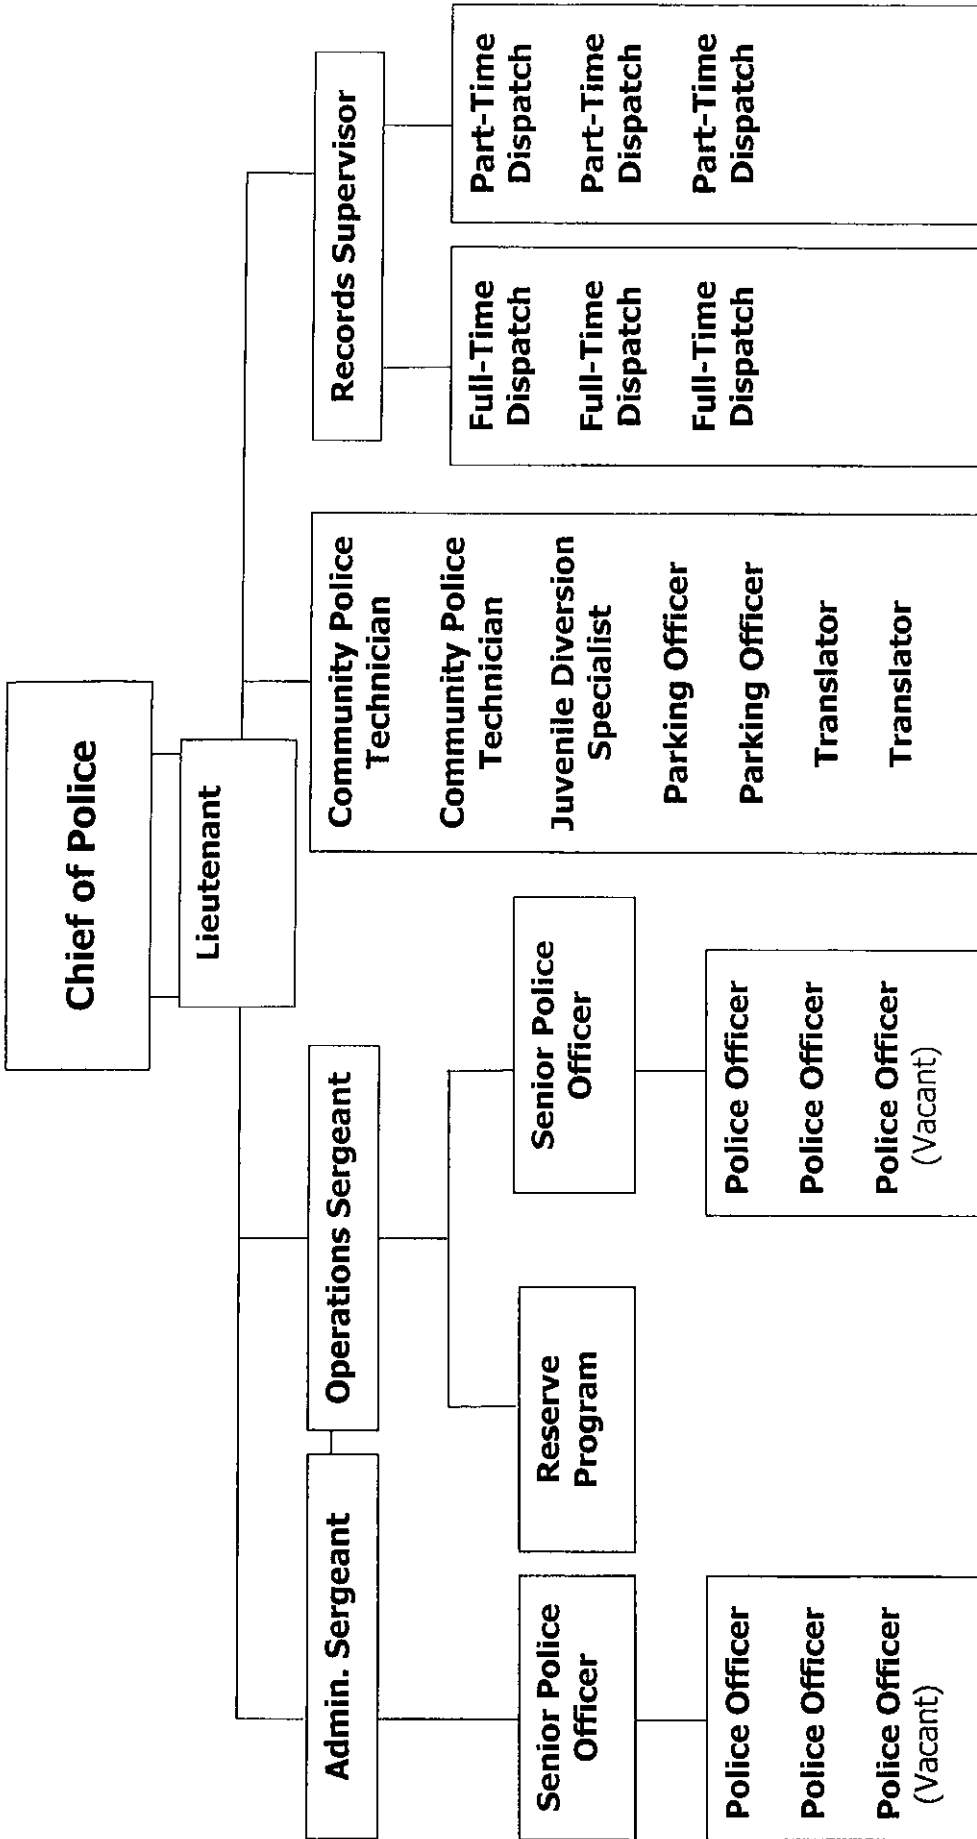 Chief of Police
Lieutenant
Admin. Sergeant
Operations Sergeant
Records Supervisor
Senior Police
Officer
Police Officer
Police Officer
Police Officer
(Vacant)
Reserve
Program
Senior Police
Officer
Police Officer
Police Officer
Police Officer
(Vacant)
Community Police
Technician
Community Police
Technician
Juvenile Diversion
Specialist
Parking Officer
Parking Officer
Translator
Translator
Full-Time
Dispatch
Full-Time
Dispatch
Full-Time
Dispatch
Part-Time
Dispatch
Part-Time
Dispatch
Part-Time
Dispatch